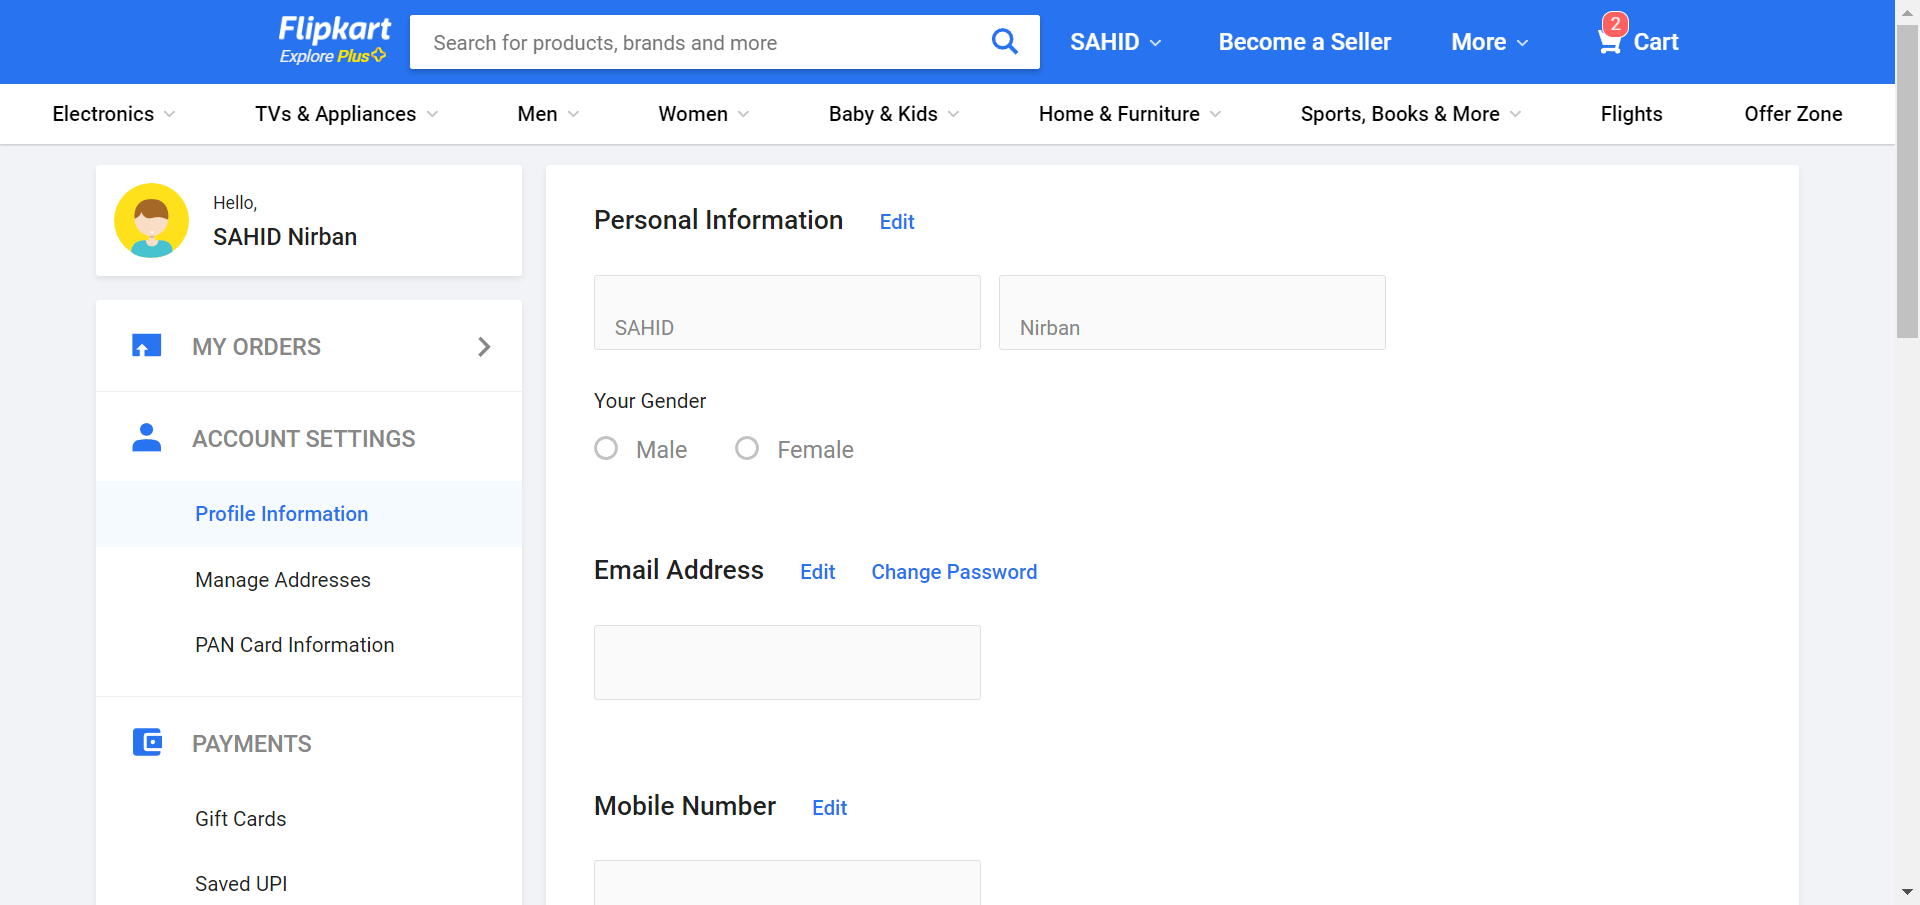 Flipkart
Explore Plus
Search for products, brands and more
SAHID
Become a Seller
More
2
Cart
Electronics
TVs & Appliances
Men
Women
Baby & Kids
Home & Furniture
Sports, Books & More
Flights
Offer Zone
Hello,
SAHID Nirban
MY ORDERS
ACCOUNT SETTINGS
Profile Information
Manage Addresses
PAN Card Information
PAYMENTS
Gift Cards
Saved UPI
Personal Information Edit
SAHID
Nirban
Your Gender
Male
Female
Email Address Edit Change Password
Mobile Number Edit